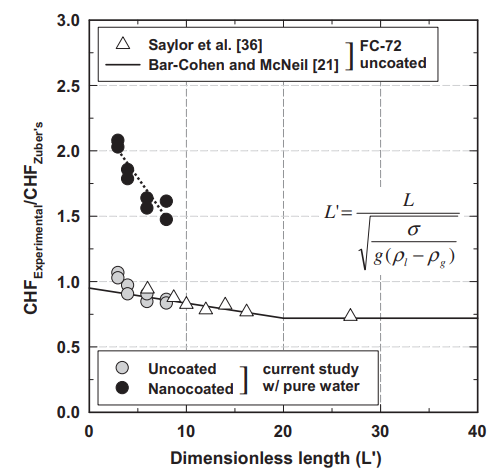 3.0
2.5
2.0
1.5
1.0
0.5
0.0
CHF_Experimental/CHF_Zuber's
Saylor et al. [36]
Bar-Cohen and McNeil [21]
FC-72
uncoated
L'= L / √(σ / g(ρ_l − ρ_g))
Uncoated
Nanocoated
current study
w/ pure water
0 10 20 30 40
Dimensionless length (L')